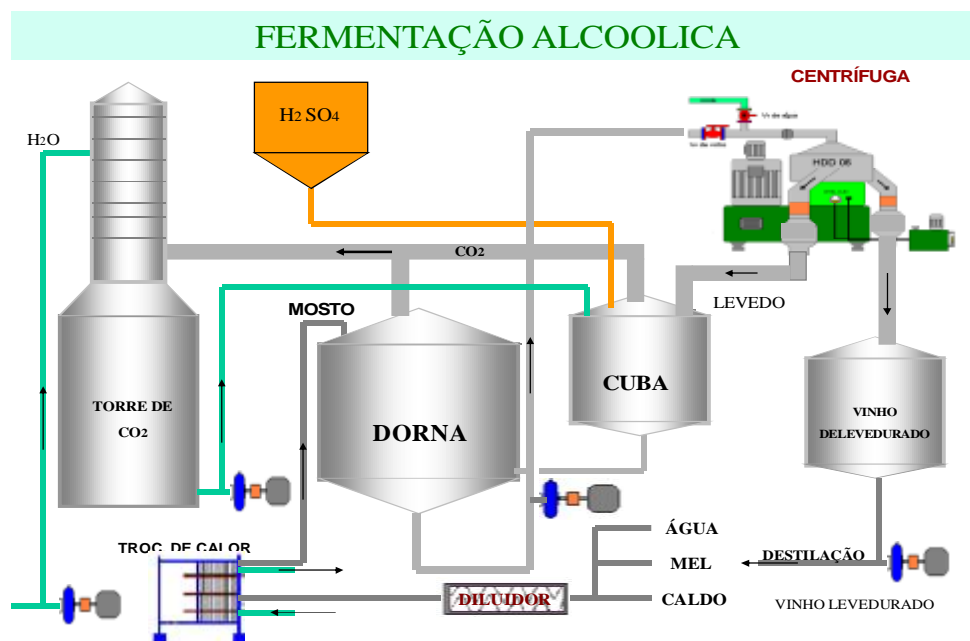 FERMENTAÇÃO ALCOOLICA
CENTRÍFUGA
H2 SO4
H2O
HDD 06
CO2
LEVEDO
MOSTO
CUBA
TORRE DE
CO2
DORNA
VINHO
DELEVEDURADO
ÁGUA
TROC. DE CALOR
MEL
DESTILAÇÃO
DILUIDOR
CALDO
VINHO LEVEDURADO